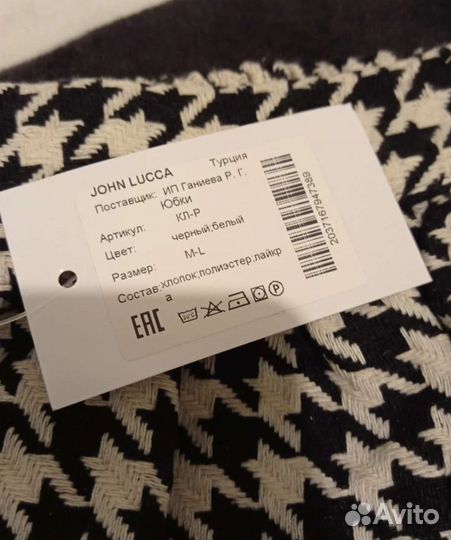 JOHN LUCCA Турция
Поставщик: ИП Ганиева Р. Г.
Юбки
Артикул: КЛ-Р
Цвет: черный;белый
Размер: M-L
Состав:хлопок;полиэстер,лайкр
а
EAC
2037167947389
Avito